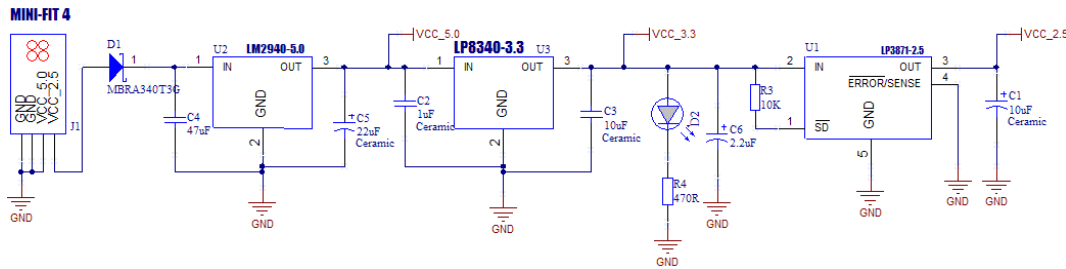 MINI-FIT 4
GND
GND
VCC_5.0
VCC_2.5
J1
GND
D1
1
MBRA340T3G
C4
47uF
U2
LM2940-5.0
1
IN
OUT
3
GND
2
GND
VCC_5.0
C5
22uF
Ceramic
C2
1uF
Ceramic
LP8340-3.3
U3
1
IN
OUT
3
GND
2
GND
C3
10uF
Ceramic
VCC_3.3
D2
R4
470R
GND
C6
2.2uF
GND
R3
10K
U1
LP3871-2.5
2
IN
OUT
3
ERROR/SENSE
4
1
SD
GND
5
GND
GND
VCC_2.5
C1
10uF
Ceramic
GND